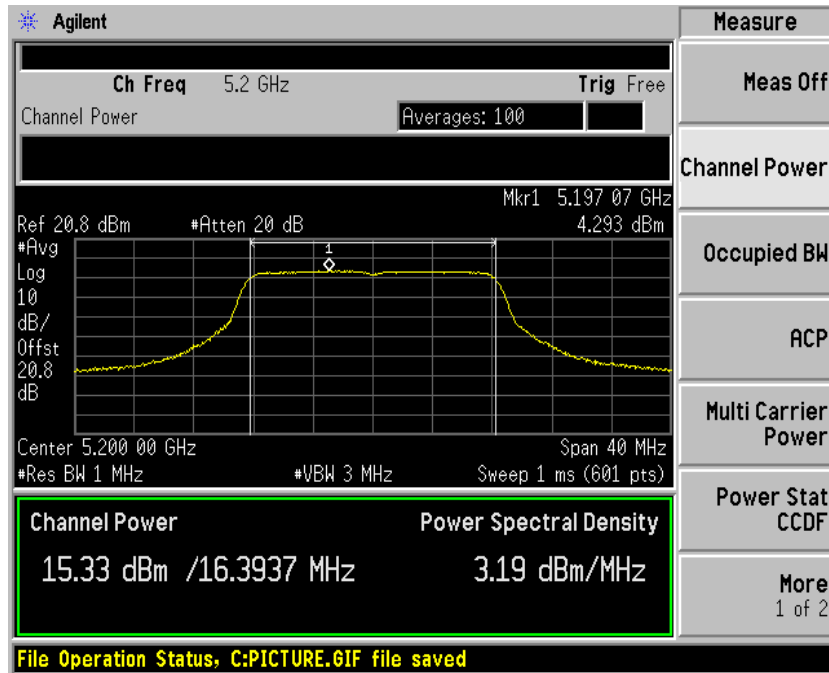 Agilent
Measure
Ch Freq 5.2 GHz Trig Free
Channel Power Averages: 100
Mkr1 5.197 07 GHz
Ref 20.8 dBm #Atten 20 dB 4.293 dBm
#Avg
Log
10
dB/
Offst
20.8
dB
1
Center 5.200 00 GHz Span 40 MHz
#Res BW 1 MHz #VBW 3 MHz Sweep 1 ms (601 pts)
Channel Power Power Spectral Density
15.33 dBm /16.3937 MHz 3.19 dBm/MHz
File Operation Status, C:PICTURE.GIF file saved
Meas Off
Channel Power
Occupied BW
ACP
Multi Carrier
Power
Power Stat
CCDF
More
1 of 2